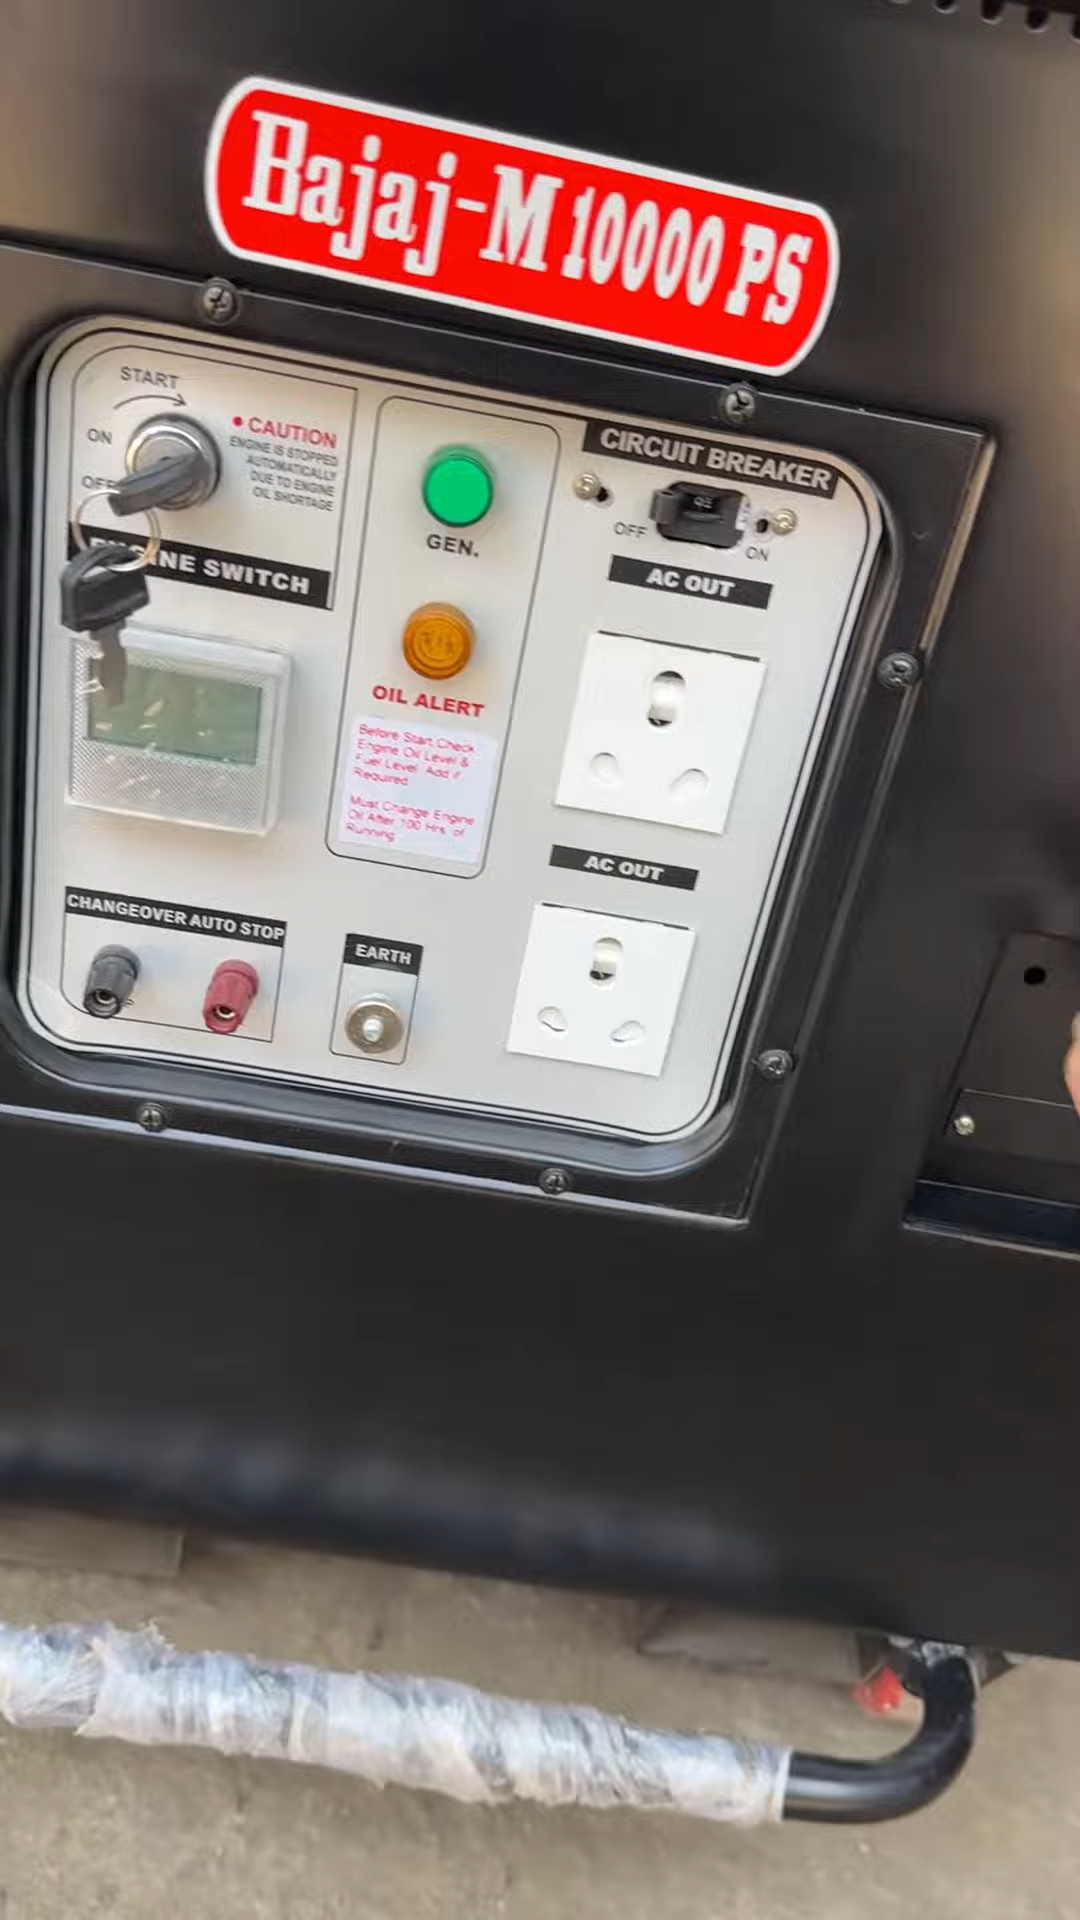 Bajaj-M 10000 PS
START
ON
OFF
• CAUTION
ENGINE IS STOPPED
AUTOMATICALLY
DUE TO ENGINE
OIL SHORTAGE
ENGINE SWITCH
GEN.
OIL ALERT
Before Start Check
Engine Oil Level &
Fuel Level Add if
Required
Must Change Engine
Oil After 100 Hrs of
Running
CIRCUIT BREAKER
OFF
ON
AC OUT
AC OUT
CHANGEOVER AUTO STOP
EARTH